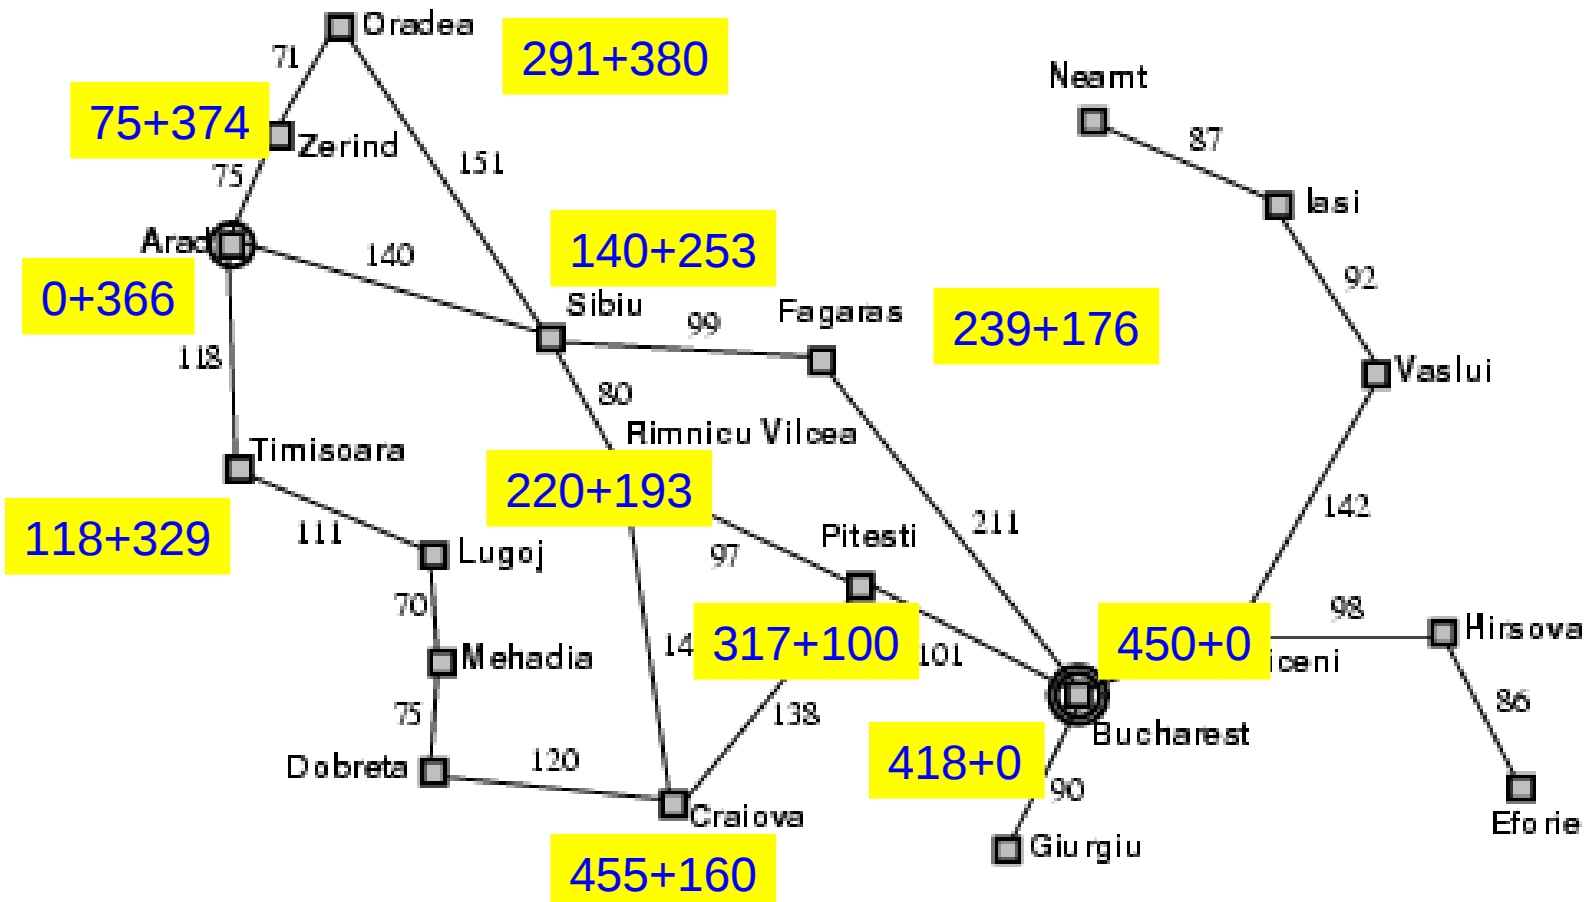 Oradea
291+380
71
Neamt
75+374
Zerind
87
151
75
Iasi
Arad
140
140+253
0+366
Sibiu
92
99
Fagaras
239+176
118
80
Vaslui
Rimnicu Vilcea
Timisoara
220+193
142
211
118+329
111
Pitesti
97
Lugoj
70
98
Hirsova
14
317+100
101
450+0
iceni
Mehadia
86
75
138
Bucharest
Dobreta
120
418+0
90
Craiova
Eforie
Giurgiu
455+160